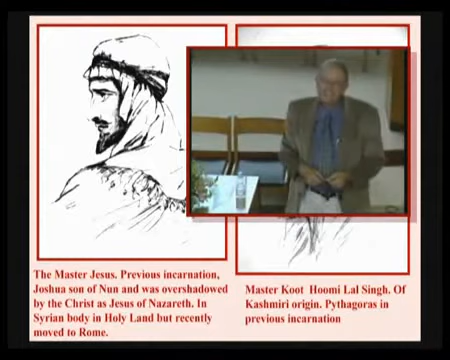 The Master Jesus. Previous incarnation,
Joshua son of Nun and was overshadowed
by the Christ as Jesus of Nazareth. In
Syrian body in Holy Land but recently
moved to Rome.
Master Koot Hoomi Lal Singh. Of
Kashmiri origin. Pythagoras in
previous incarnation